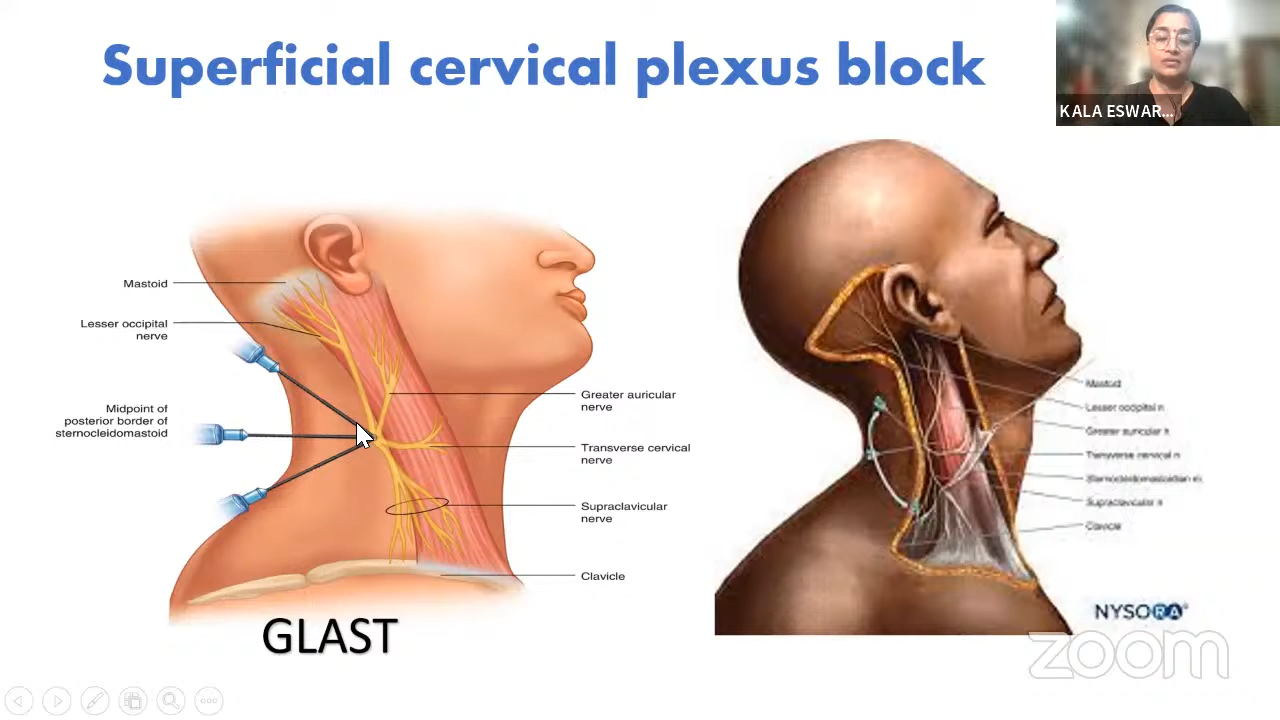 Superficial cervical plexus block
KALA ESWAR...
Mastoid
Lesser occipital
nerve
Midpoint of
posterior border of
sternocleidomastoid
Greater auricular
nerve
Transverse cervical
nerve
Supraclavicular
nerve
Clavicle
GLAST
Mastoid
Lesser occipital n
Greater auricular n
Transverse cervical n
Sternocleidomastoidian m.
Supraclavicular n
Clavicle
NYSORA
zoom